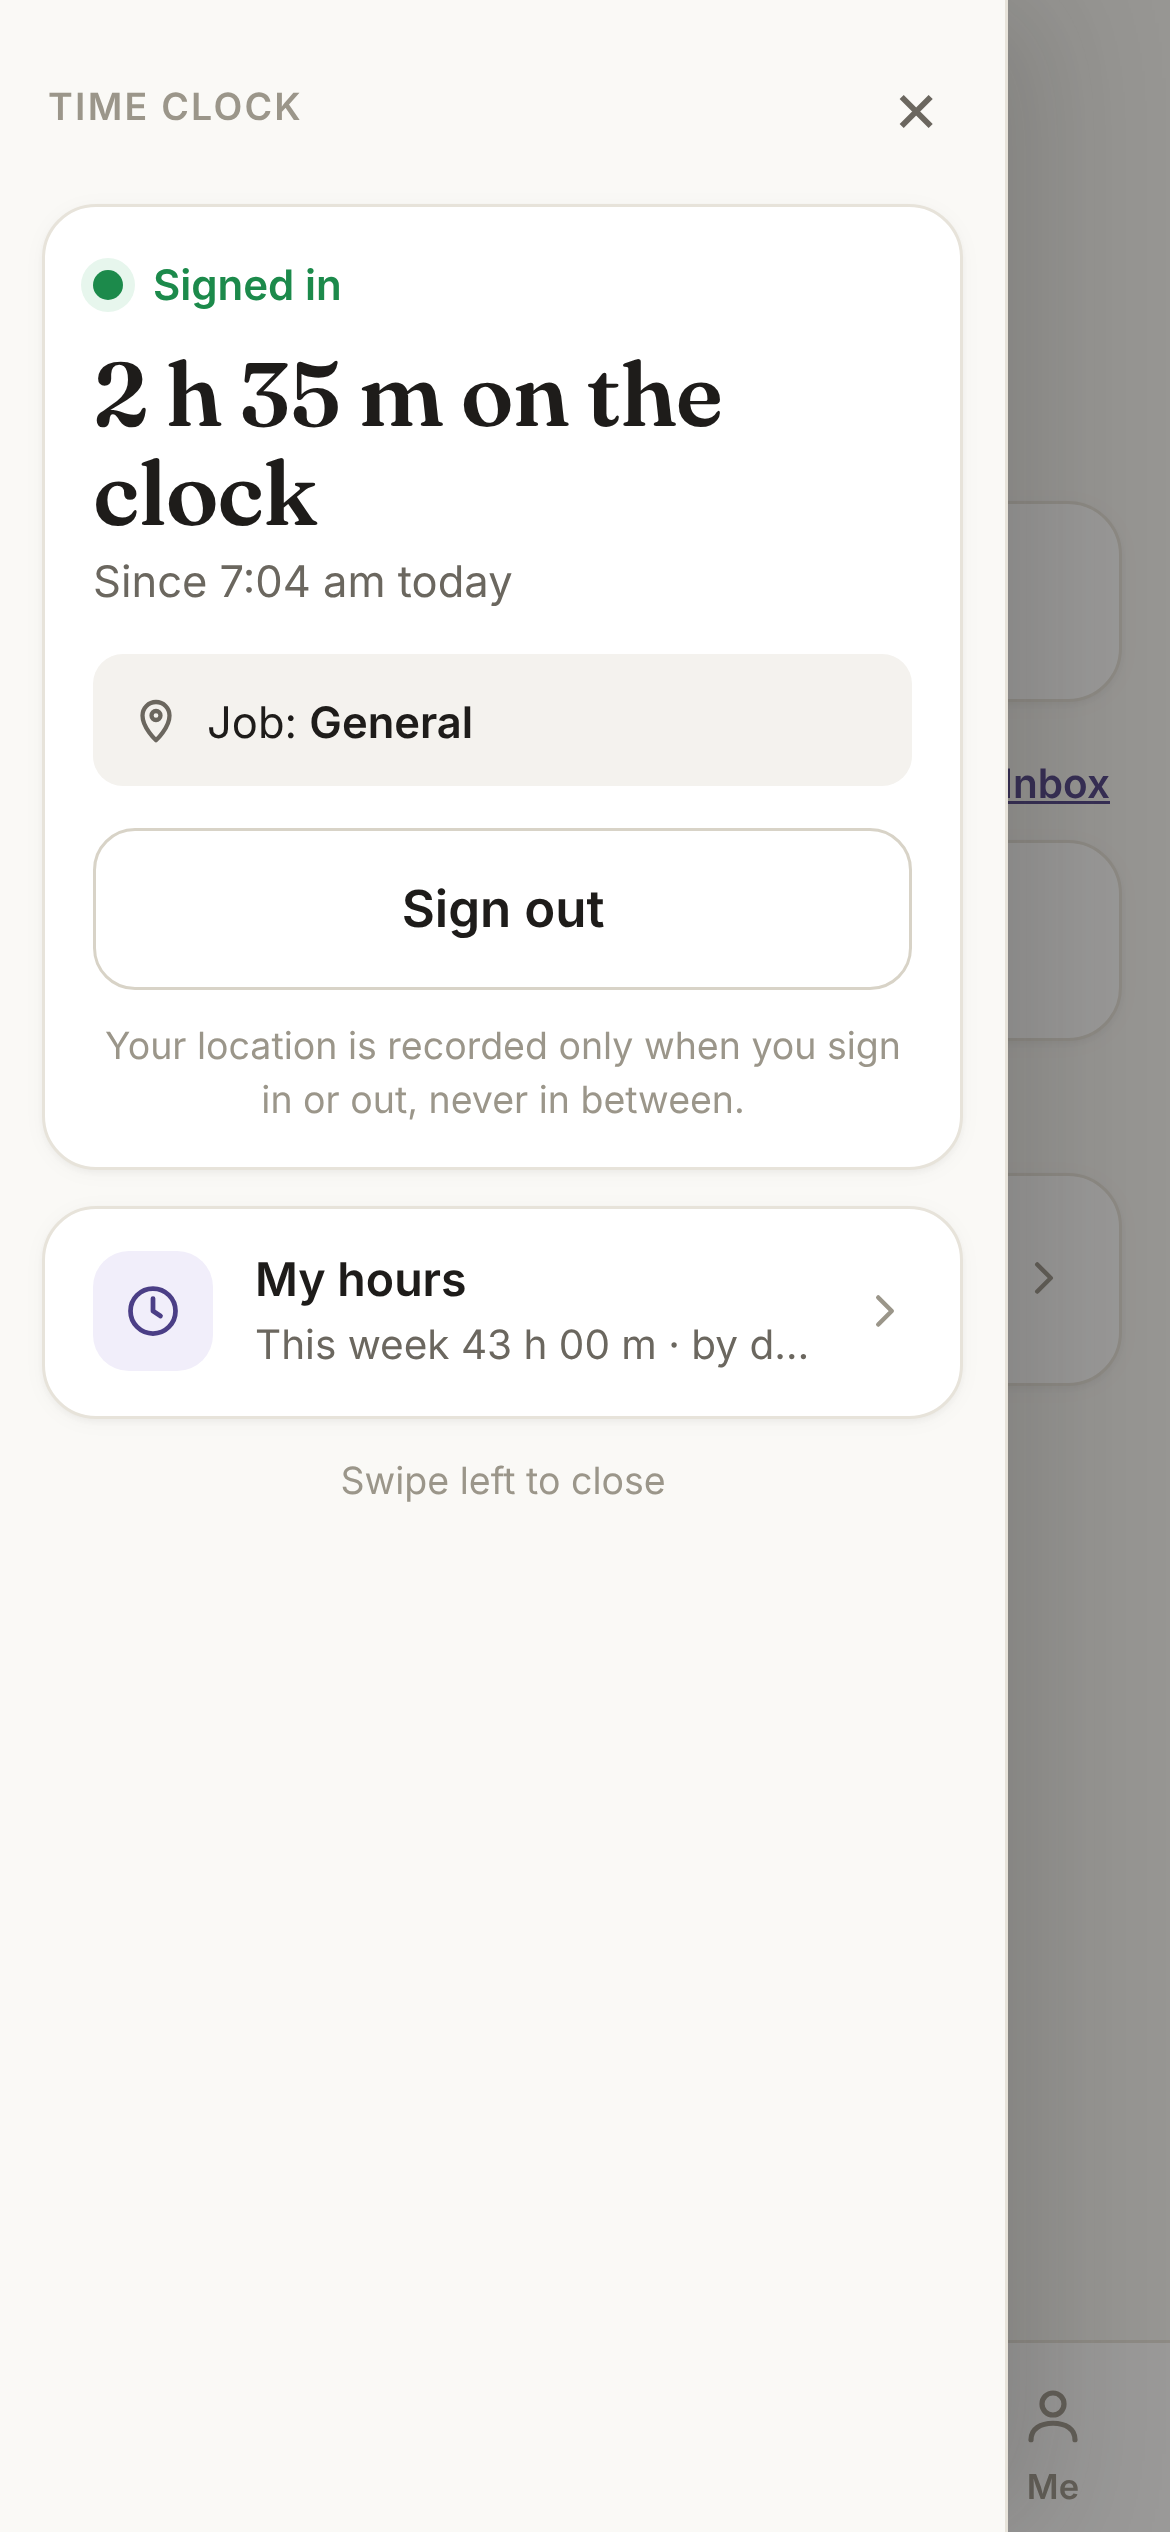 TIME CLOCK
Signed in
2 h 35 m on the
clock
Since 7:04 am today
Job: General
Inbox
Sign out
Your location is recorded only when you sign
in or out, never in between.
My hours
This week 43 h 00 m · by d...
Swipe left to close
Me